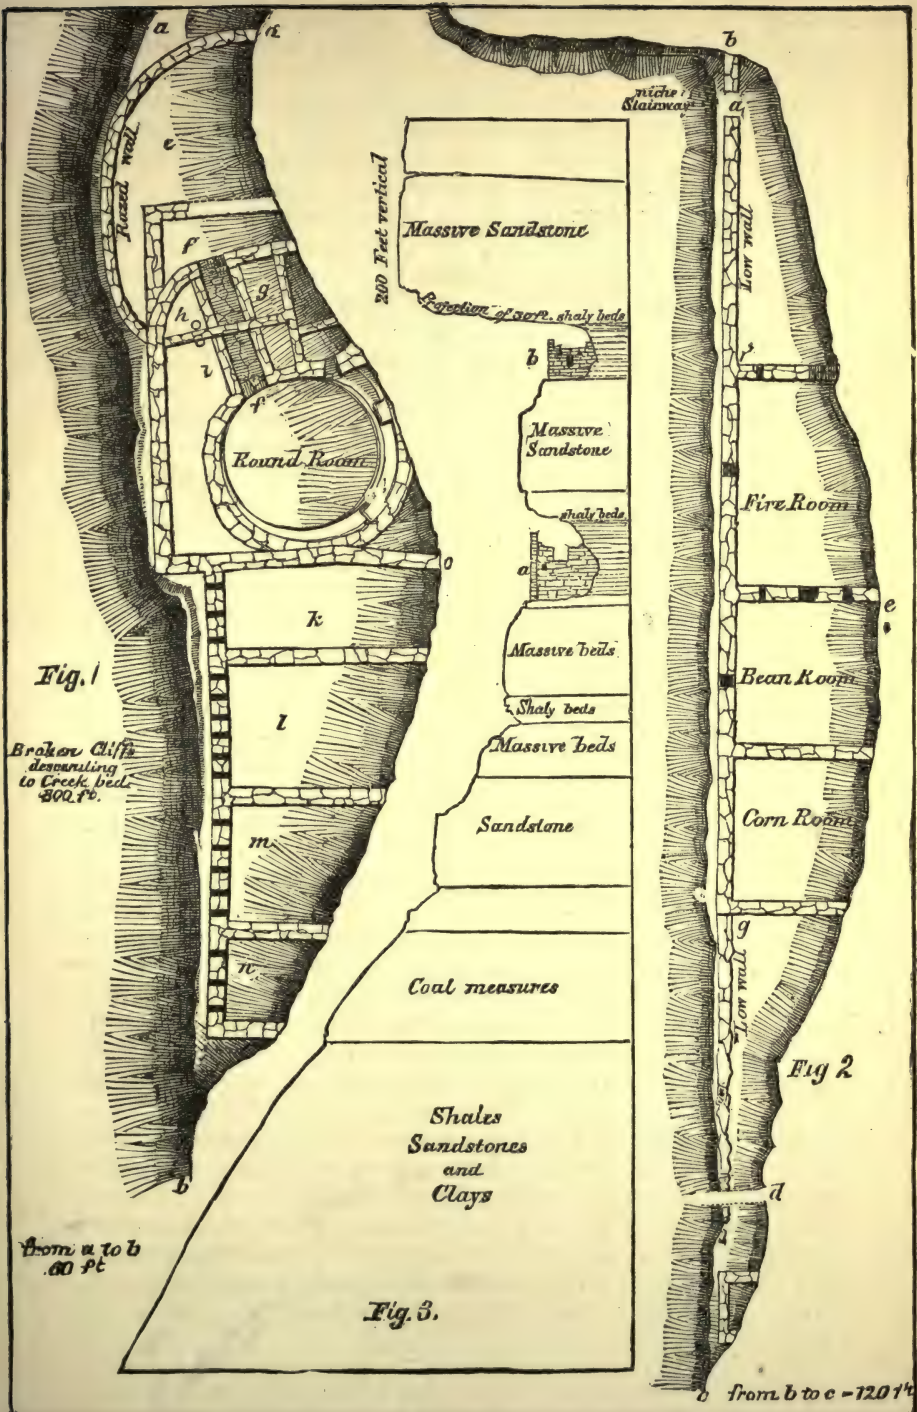 a
a
Razed wall
e
f
g
h
i
f
Round Room
c
k
Fig. 1
l
Broken Cliffs
descending
to Creek bed
800 ft.
m
n
b
from a to b
60 ft
200 Feet vertical
Massive Sandstone
Projection of 50 ft.
shaly beds
b
Massive
Sandstone
shaly beds
a
Massive beds
Shaly beds
Massive beds
Sandstone
Coal measures
Shales
Sandstones
and
Clays
Fig. 3.
b
niche
Stairway
a
Low wall
Fire Room
e
Bean Room
Corn Room
g
Low wall
Fig 2
d
c
from b to c - 120 ft